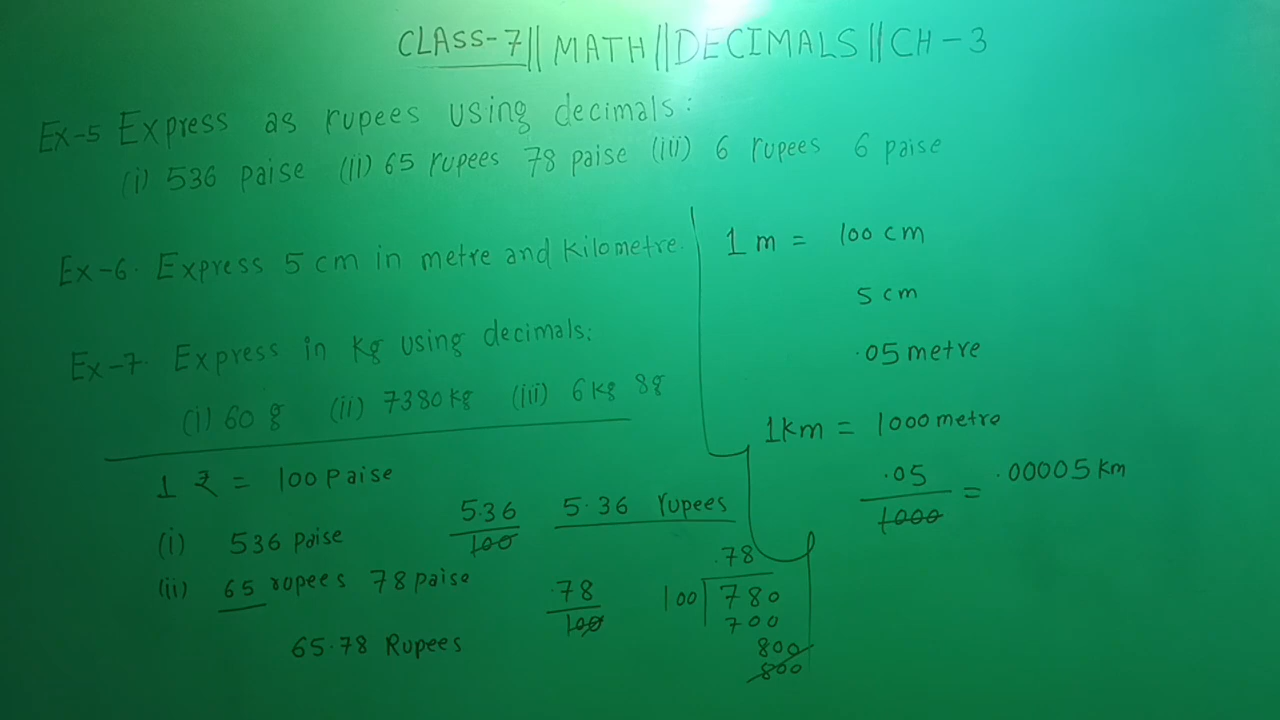 CLASS-7 || MATH || DECIMALS || CH-3
Ex-5 Express as rupees using decimals:
(i) 536 paise (ii) 65 rupees 78 paise (iii) 6 rupees 6 paise
Ex-6. Express 5 cm in metre and Kilometre.
Ex-7. Express in Kg using decimals:
(i) 60 g (ii) 7380 kg (iii) 6 Kg 8g
1 ₹ = 100 Paise
(i) 536 Paise 5.36/100 5.36 rupees
(ii) 65 rupees 78 paise .78/100
65.78 Rupees
.78
100 780
700
800
800
1 m = 100 cm
5 cm
.05 metre
1km = 1000 metre
.05/1000 = .00005 Km